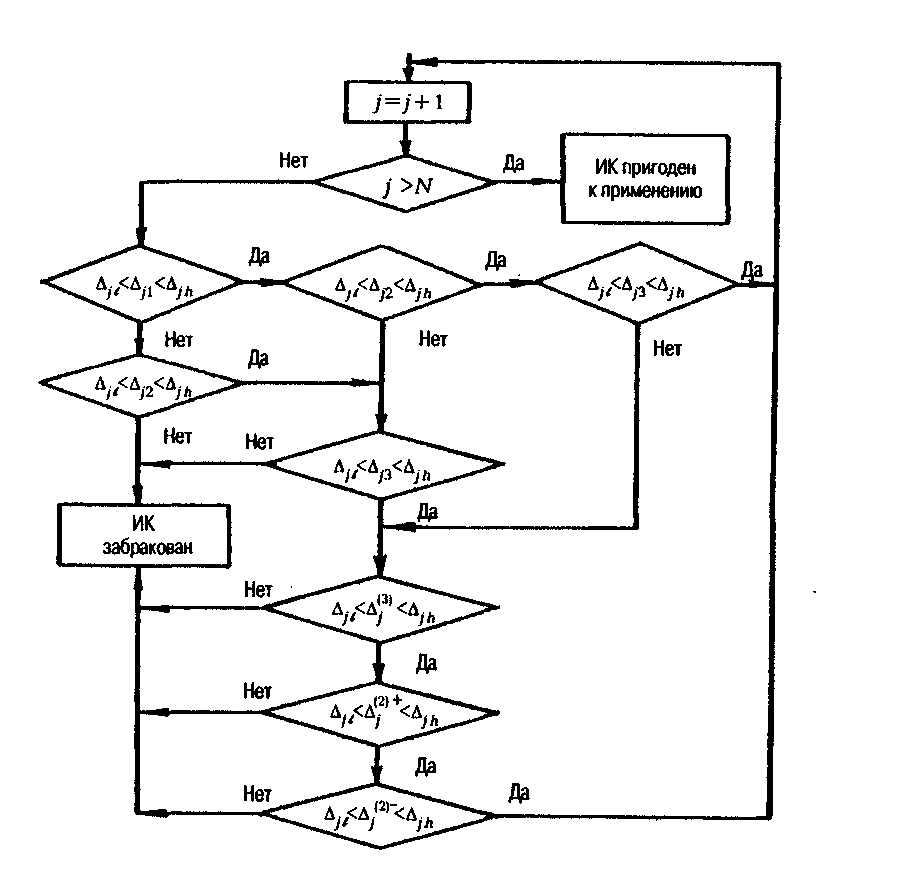 j=j+1
Нет
Да
j >N
ИК пригоден
к применению
Δjℓ<Δj1<Δjh
Да
Δjℓ<Δj2<Δjh
Да
Δjℓ<Δj3<Δjh
Да
Нет
Нет
Нет
Δjℓ<Δj2<Δjh
Да
Нет
Нет
Δjℓ<Δj3<Δjh
Да
ИК
забракован
Нет
Δjℓ<Δj(3)<Δjh
Да
Нет
Δjℓ<Δj(2)+<Δjh
Да
Нет
Δjℓ<Δj(2)-<Δjh
Да